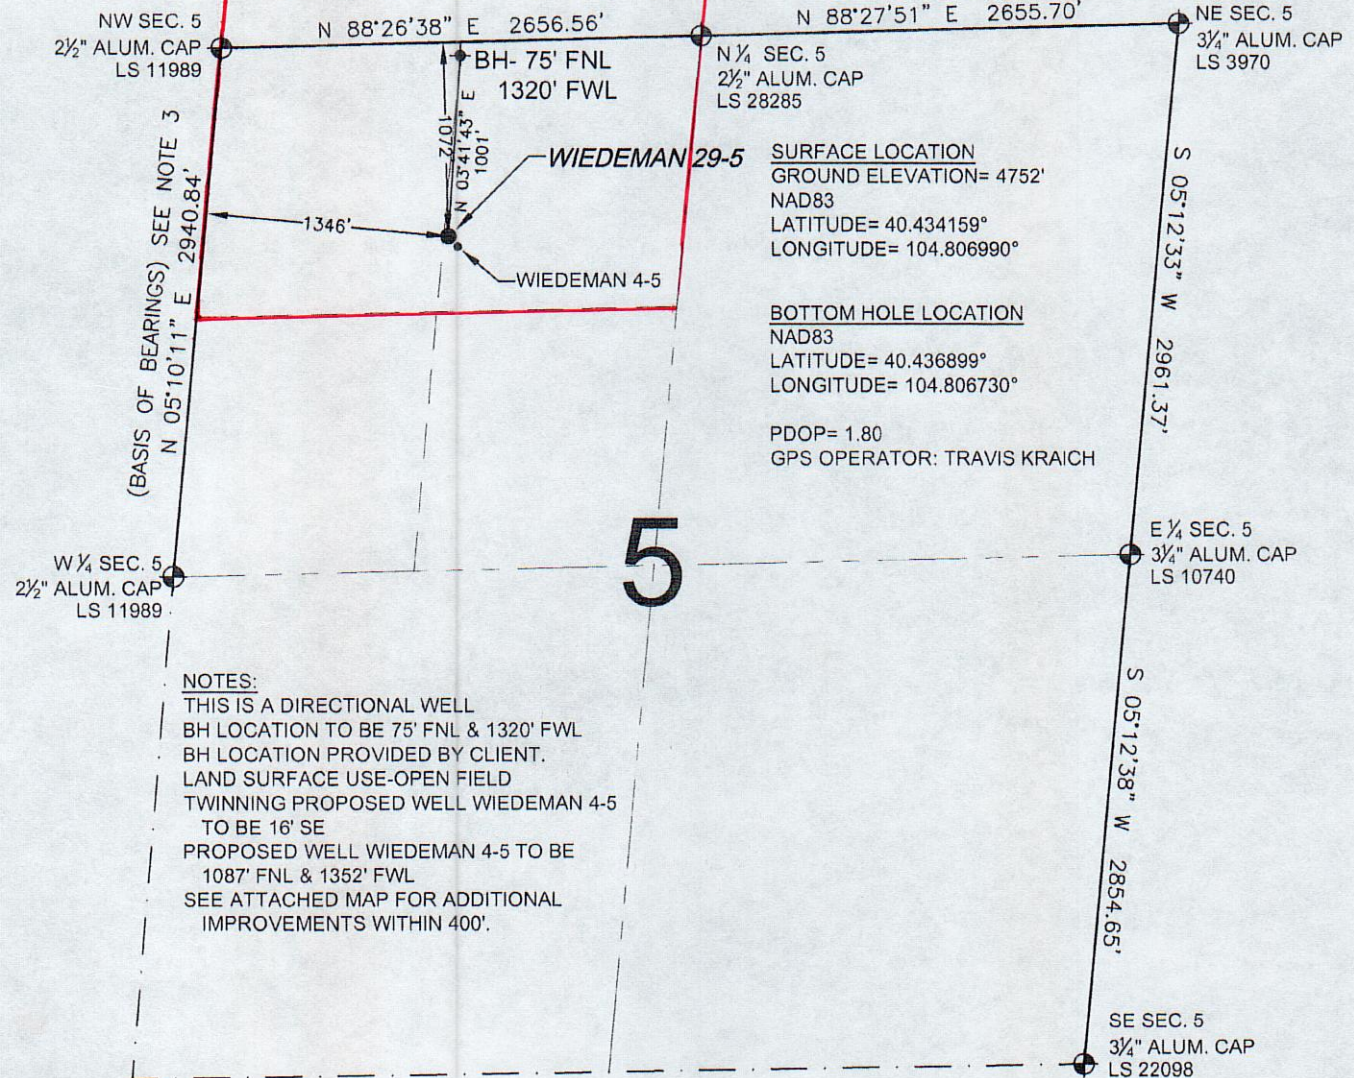 N 88°26'38" E 2656.56'
N 88°27'51" E 2655.70'
NW SEC. 5
2½" ALUM. CAP
LS 11989
BH- 75' FNL
1320' FWL
N ¼ SEC. 5
2½" ALUM. CAP
LS 28285
NE SEC. 5
3¼" ALUM. CAP
LS 3970
1072'
N 03°41'43" E
1001'
WIEDEMAN 29-5
1346'
WIEDEMAN 4-5
SURFACE LOCATION
GROUND ELEVATION= 4752'
NAD83
LATITUDE= 40.434159°
LONGITUDE= 104.806990°
BOTTOM HOLE LOCATION
NAD83
LATITUDE= 40.436899°
LONGITUDE= 104.806730°
PDOP= 1.80
GPS OPERATOR: TRAVIS KRAICH
(BASIS OF BEARINGS) SEE NOTE 3
N 05°10'11" E 2940.84'
S 05°12'33" W 2961.37'
W ¼ SEC. 5
2½" ALUM. CAP
LS 11989
5
E ¼ SEC. 5
3¼" ALUM. CAP
LS 10740
NOTES:
THIS IS A DIRECTIONAL WELL
BH LOCATION TO BE 75' FNL & 1320' FWL
BH LOCATION PROVIDED BY CLIENT.
LAND SURFACE USE-OPEN FIELD
TWINNING PROPOSED WELL WIEDEMAN 4-5
TO BE 16' SE
PROPOSED WELL WIEDEMAN 4-5 TO BE
1087' FNL & 1352' FWL
SEE ATTACHED MAP FOR ADDITIONAL
IMPROVEMENTS WITHIN 400'.
S 05°12'38" W 2854.65'
SE SEC. 5
3¼" ALUM. CAP
LS 22098